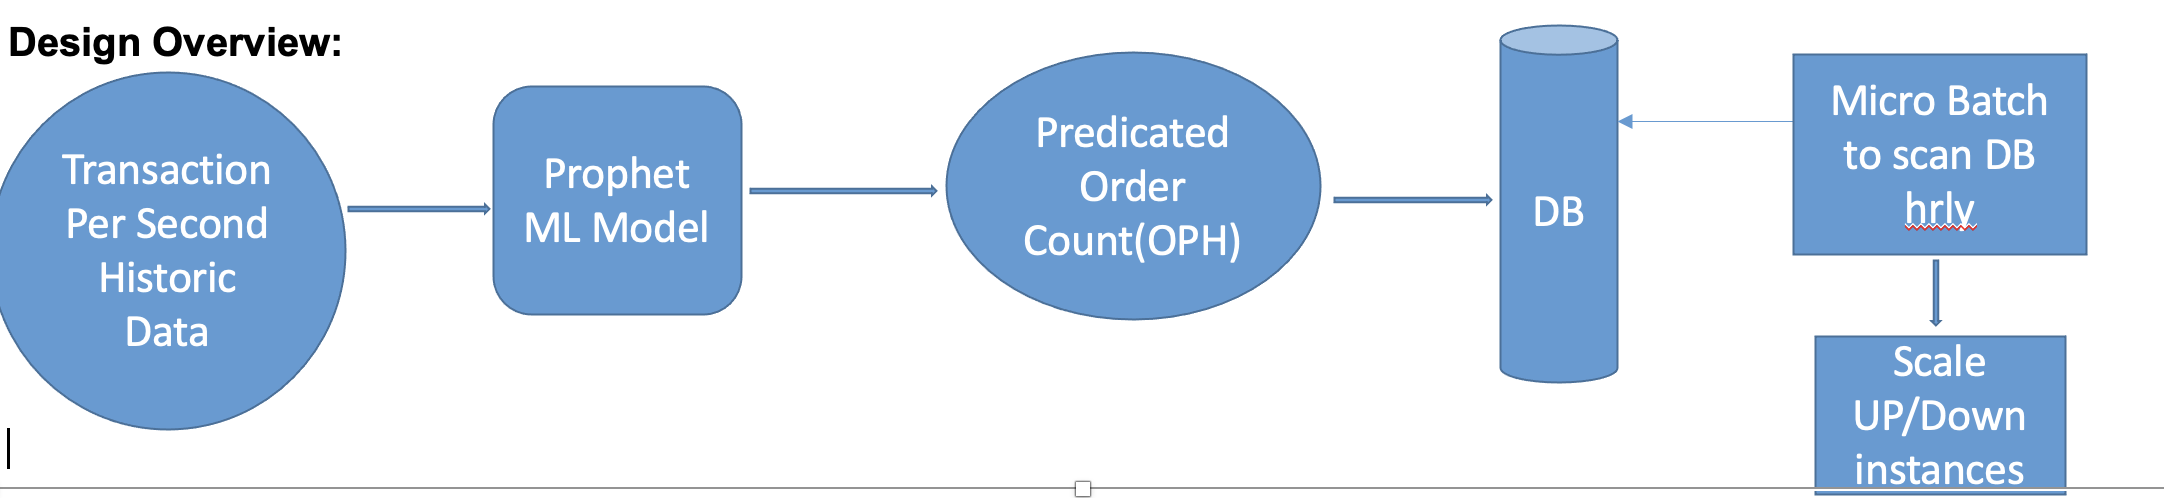 Design Overview:
Transaction
Per Second
Historic
Data
Prophet
ML Model
Predicated
Order
Count(OPH)
DB
Micro Batch
to scan DB
hrly
Scale
UP/Down
instances